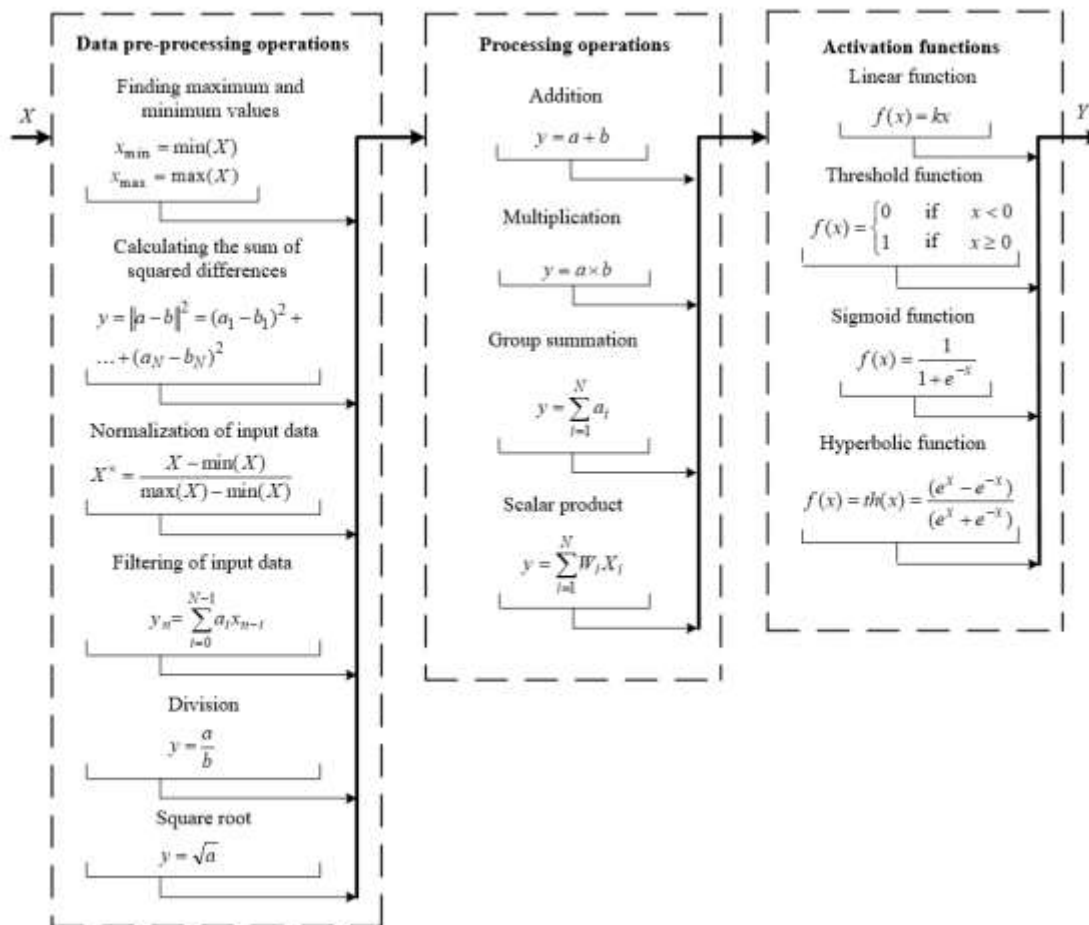 X
Data pre-processing operations
Finding maximum and
minimum values
x_min = min(X)
x_max = max(X)
Calculating the sum of
squared differences
y = ‖a − b‖² = (a₁ − b₁)² +
... + (a_N − b_N)²
Normalization of input data
X* = (X − min(X)) / (max(X) − min(X))
Filtering of input data
y_n = ∑_{i=0}^{N−1} a_i x_{n−i}
Division
y = a / b
Square root
y = √a
Processing operations
Addition
y = a + b
Multiplication
y = a × b
Group summation
y = ∑_{i=1}^{N} a_i
Scalar product
y = ∑_{i=1}^{N} W_i X_i
Activation functions
Linear function
f(x) = kx
Threshold function
f(x) = {0 if x < 0
1 if x ≥ 0
Sigmoid function
f(x) = 1 / (1 + e^{−x})
Hyperbolic function
f(x) = th(x) = (e^x − e^{−x}) / (e^x + e^{−x})
Y